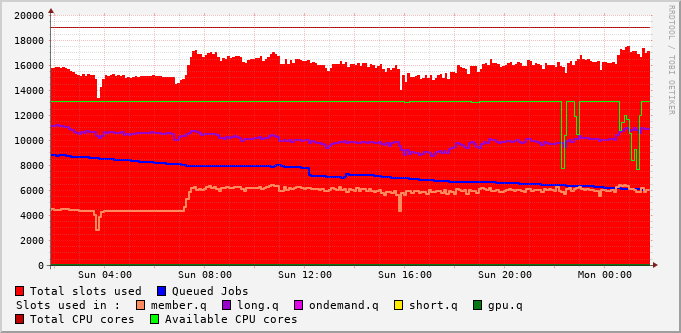 20000
18000
16000
14000
12000
10000
8000
6000
4000
2000
0
Sun 04:00 Sun 08:00 Sun 12:00 Sun 16:00 Sun 20:00 Mon 00:00
RRDTOOL / TOBI OETIKER
Total slots used Queued Jobs
Slots used in : member.q long.q ondemand.q short.q gpu.q
Total CPU cores Available CPU cores